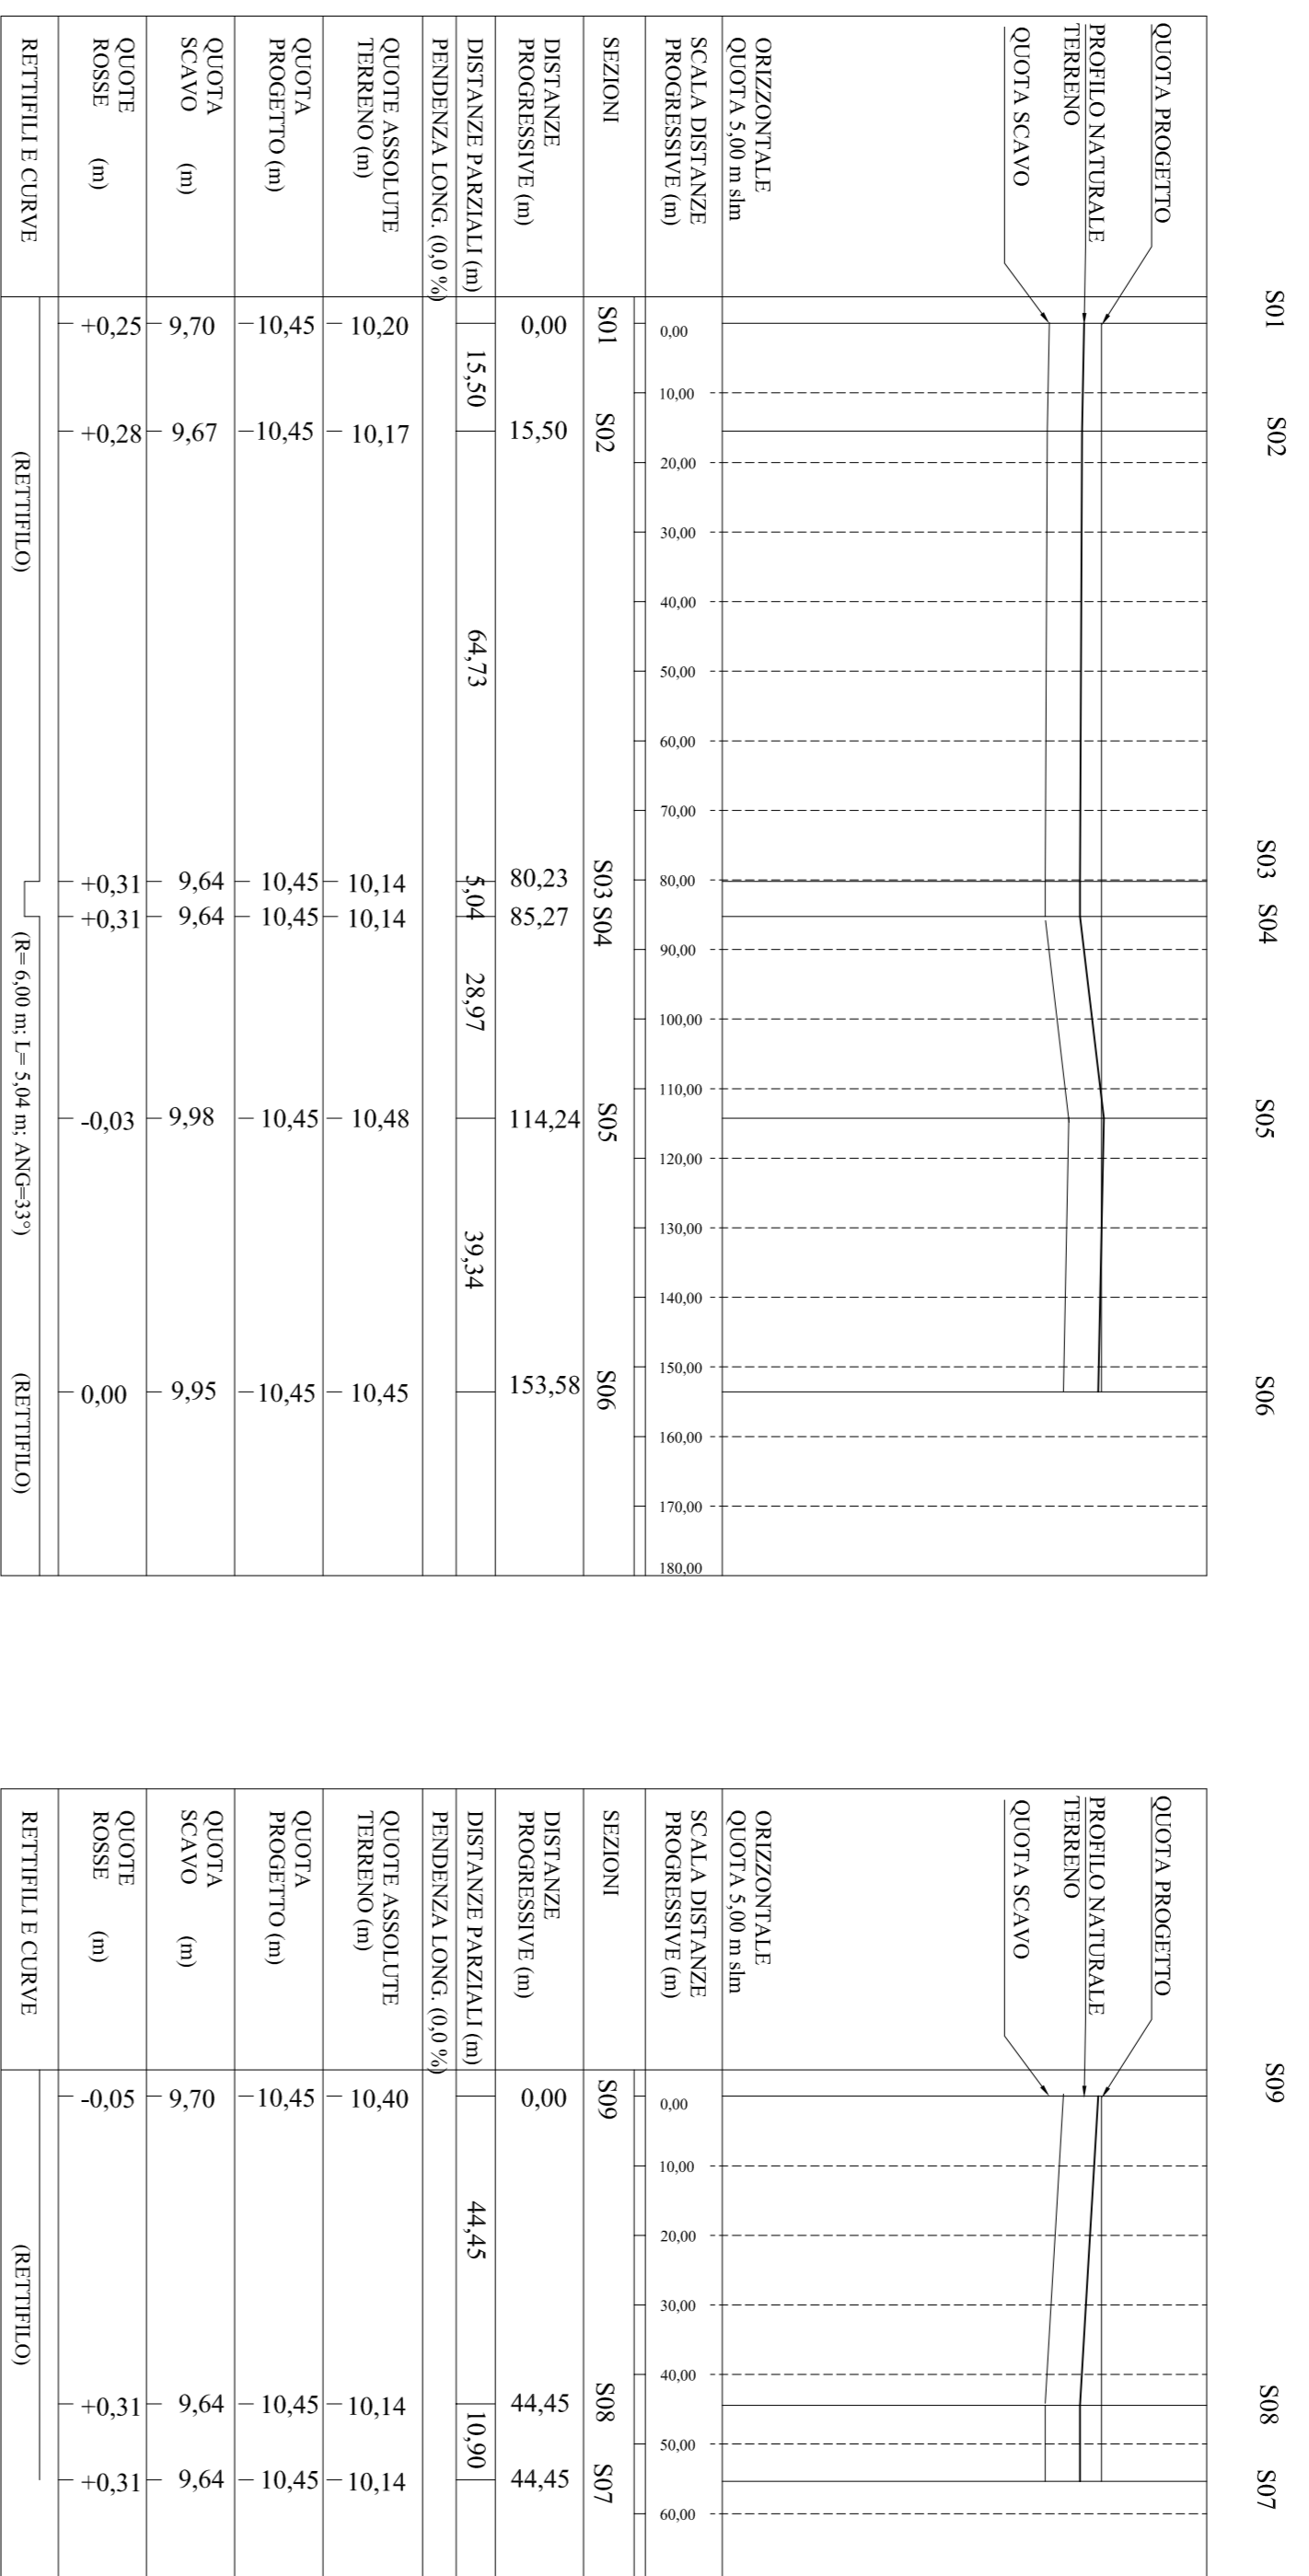 S01
S02
S03
S04
S05
S06
QUOTA PROGETTO
PROFILO NATURALE
TERRENO
QUOTA SCAVO
ORIZZONTALE
QUOTA 5,00 m slm
SCALA DISTANZE
PROGRESSIVE (m)
0,00
10,00
20,00
30,00
40,00
50,00
60,00
70,00
80,00
90,00
100,00
110,00
120,00
130,00
140,00
150,00
160,00
170,00
180,00
SEZIONI
S01
S02
S03
S04
S05
S06
DISTANZE
PROGRESSIVE (m)
0,00
15,50
80,23
85,27
114,24
153,58
DISTANZE PARZIALI (m)
15,50
64,73
5,04
28,97
39,34
PENDENZA LONG. (0,0 %)
QUOTE ASSOLUTE
TERRENO (m)
10,20
10,17
10,14
10,14
10,48
10,45
QUOTA
PROGETTO (m)
10,45
10,45
10,45
10,45
10,45
10,45
QUOTA
SCAVO (m)
9,70
9,67
9,64
9,64
9,98
9,95
QUOTE
ROSSE (m)
+0,25
+0,28
+0,31
+0,31
-0,03
0,00
RETTIFILI E CURVE
(RETTIFILO)
(R= 6,00 m; L= 5,04 m; ANG=33°)
(RETTIFILO)
S09
S08
S07
QUOTA PROGETTO
PROFILO NATURALE
TERRENO
QUOTA SCAVO
ORIZZONTALE
QUOTA 5,00 m slm
SCALA DISTANZE
PROGRESSIVE (m)
0,00
10,00
20,00
30,00
40,00
50,00
60,00
SEZIONI
S09
S08
S07
DISTANZE
PROGRESSIVE (m)
0,00
44,45
44,45
DISTANZE PARZIALI (m)
44,45
10,90
PENDENZA LONG. (0,0 %)
QUOTE ASSOLUTE
TERRENO (m)
10,40
10,14
10,14
QUOTA
PROGETTO (m)
10,45
10,45
10,45
QUOTA
SCAVO (m)
9,70
9,64
9,64
QUOTE
ROSSE (m)
-0,05
+0,31
+0,31
RETTIFILI E CURVE
(RETTIFILO)